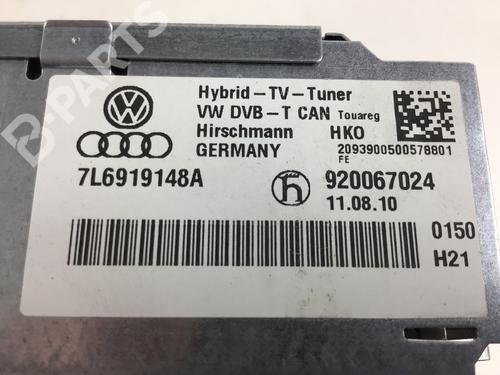 Hybrid-TV-Tuner
VW DVB-T CAN Touareg
Hirschmann HKO
GERMANY 2093900500578801
FE
7L6919148A h 920067024
11.08.10
0150
H21
B-PARTS